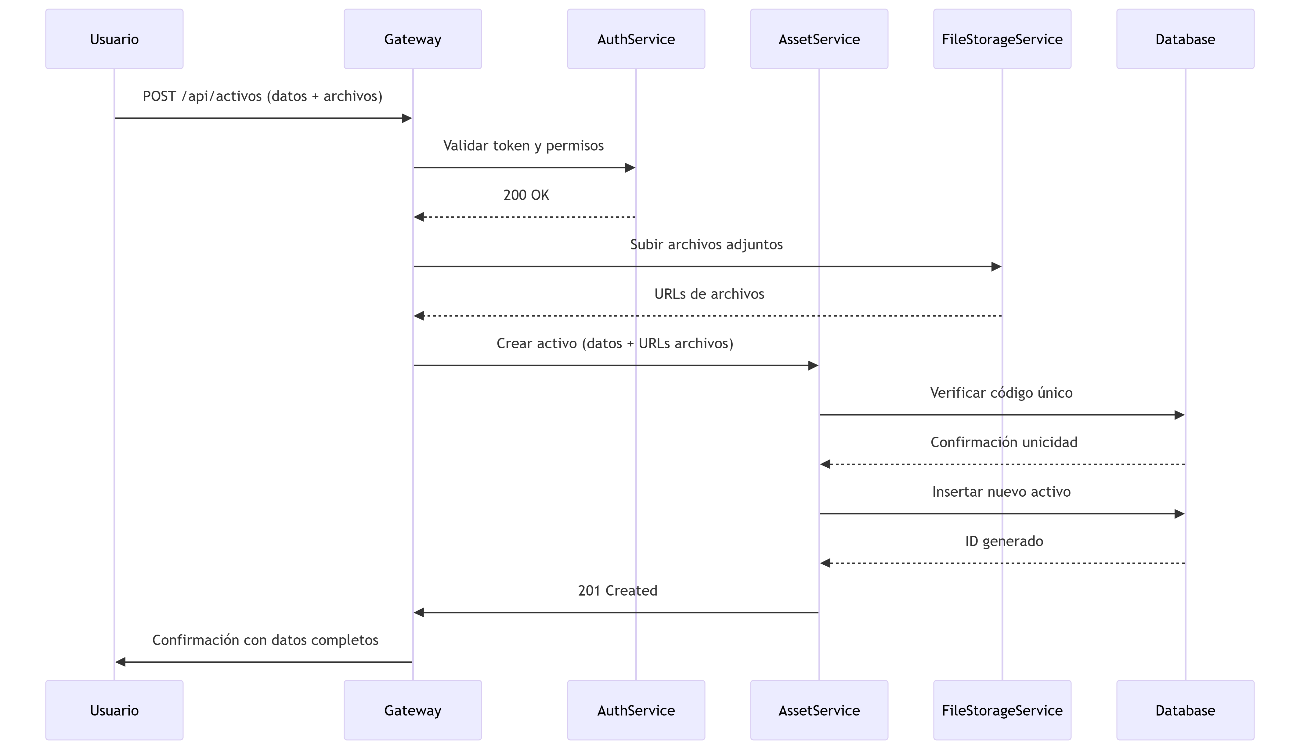 Usuario
Gateway
AuthService
AssetService
FileStorageService
Database
POST /api/activos (datos + archivos)
Validar token y permisos
200 OK
Subir archivos adjuntos
URLs de archivos
Crear activo (datos + URLs archivos)
Verificar código único
Confirmación unicidad
Insertar nuevo activo
ID generado
201 Created
Confirmación con datos completos
Usuario
Gateway
AuthService
AssetService
FileStorageService
Database